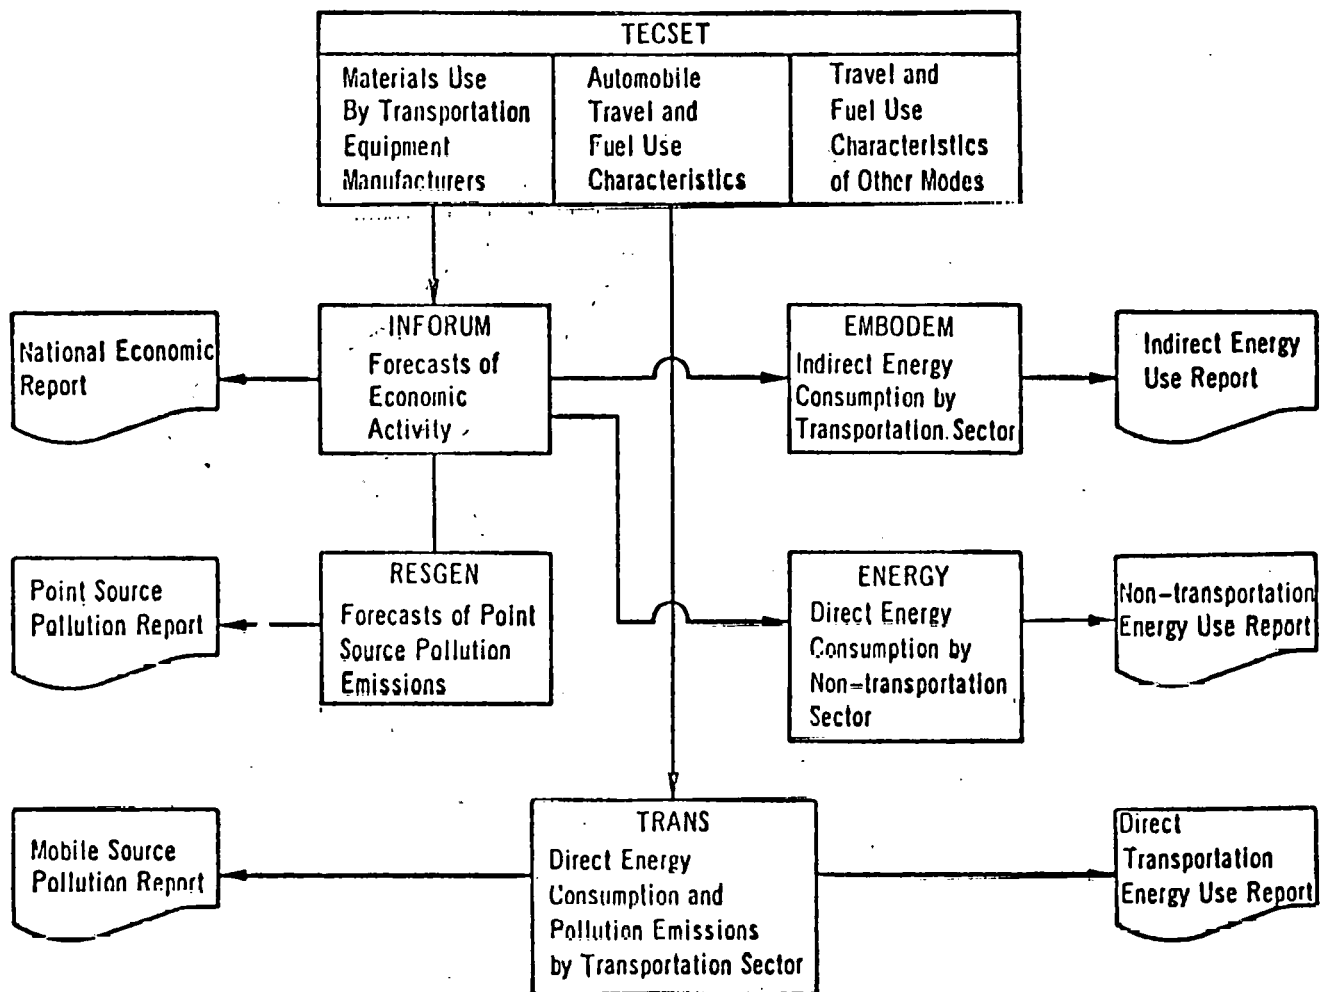 TECSET
Materials Use
By Transportation
Equipment
Manufacturers
Automobile
Travel and
Fuel Use
Characteristics
Travel and
Fuel Use
Characteristics
of Other Modes
National Economic
Report
INFORUM
Forecasts of
Economic
Activity
EMBODEM
Indirect Energy
Consumption by
Transportation Sector
Indirect Energy
Use Report
Point Source
Pollution Report
RESGEN
Forecasts of Point
Source Pollution
Emissions
ENERGY
Direct Energy
Consumption by
Non-transportation
Sector
Non-transportation
Energy Use Report
Mobile Source
Pollution Report
TRANS
Direct Energy
Consumption and
Pollution Emissions
by Transportation Sector
Direct
Transportation
Energy Use Report